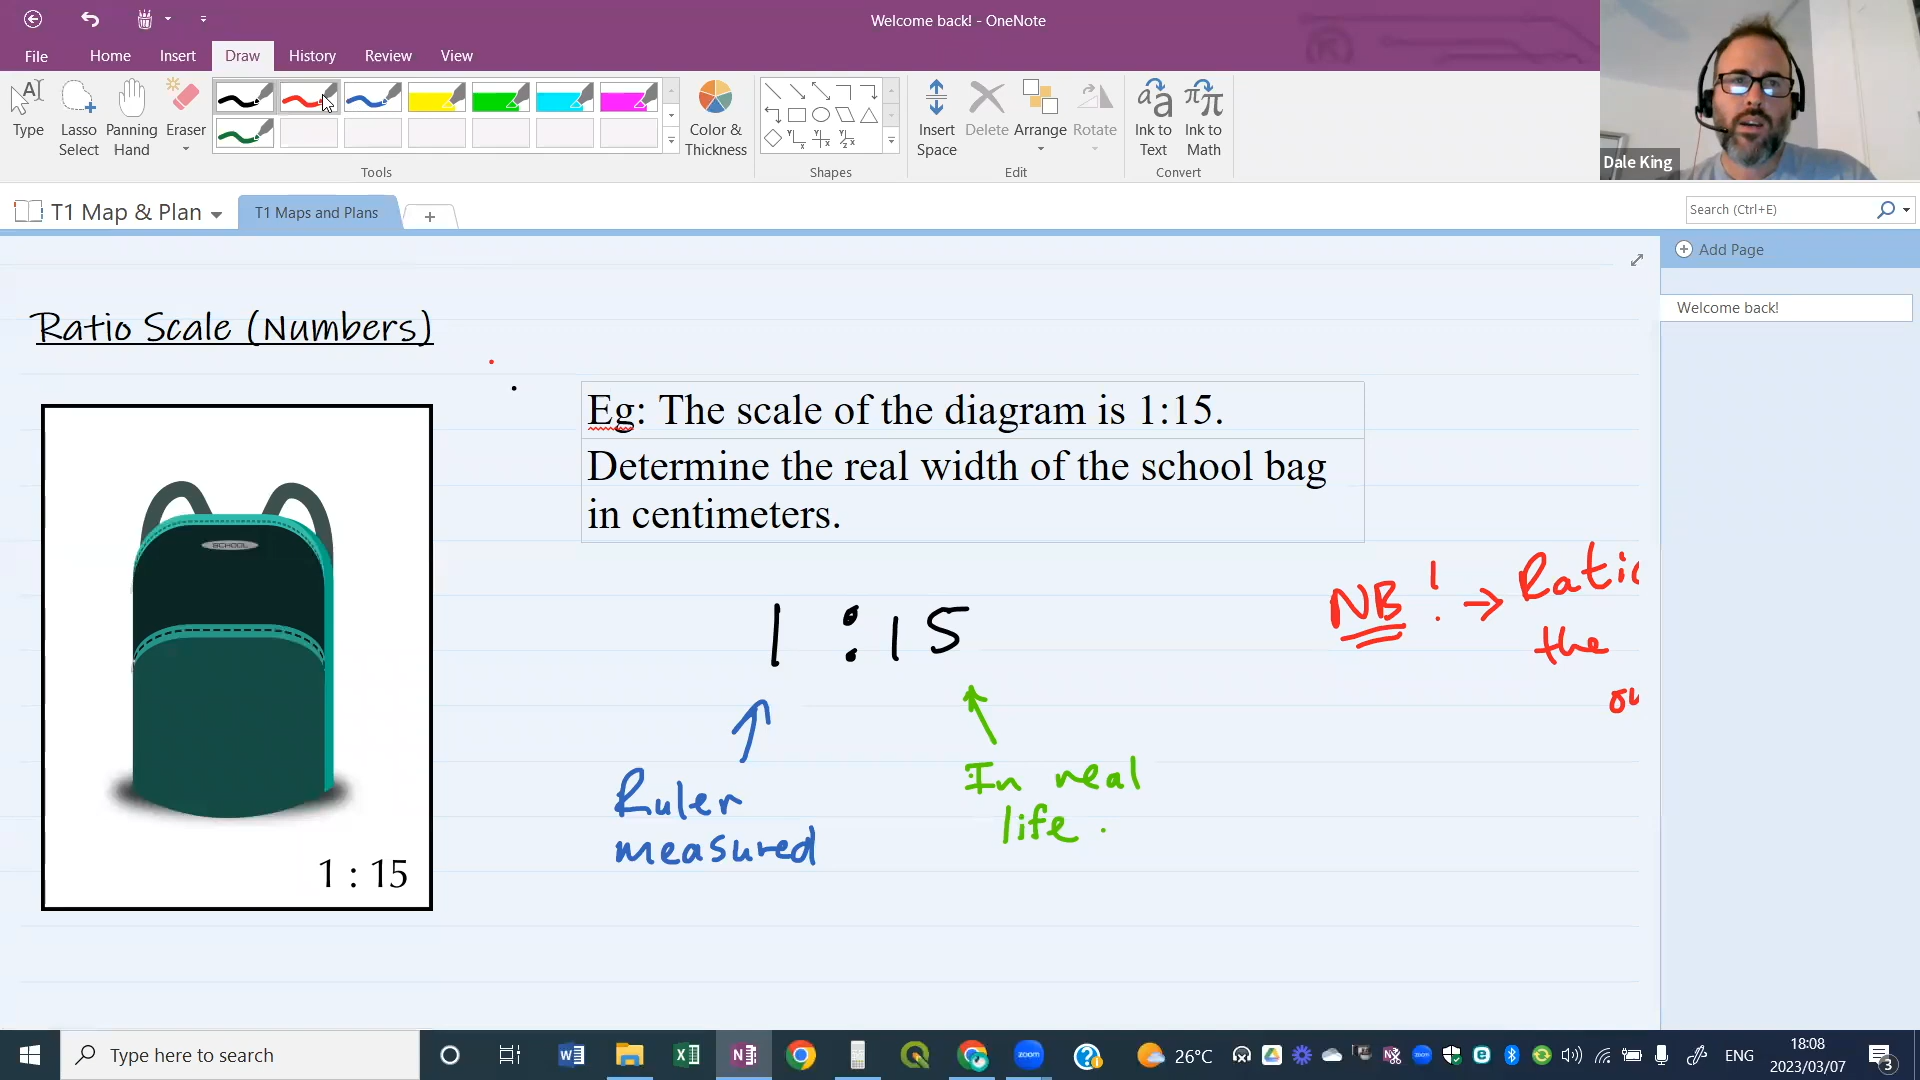 Welcome back! - OneNote
File Home Insert Draw History Review View
Type
Lasso Select
Panning Hand
Eraser
Color & Thickness
Insert Space
Delete
Arrange
Rotate
Ink to Text
Ink to Math
Tools
Shapes
Edit
Convert
Dale King
T1 Map & Plan
T1 Maps and Plans
Search (Ctrl+E)
Add Page
Welcome back!
Ratio Scale (Numbers)
Eg: The scale of the diagram is 1:15.
Determine the real width of the school bag
in centimeters.
SCHOOL
1 : 15
1 : 15
Ruler
measured
In real
life.
NB! → Rati
the
ou
Type here to search
26°C
ENG
18:08
2023/03/07
3